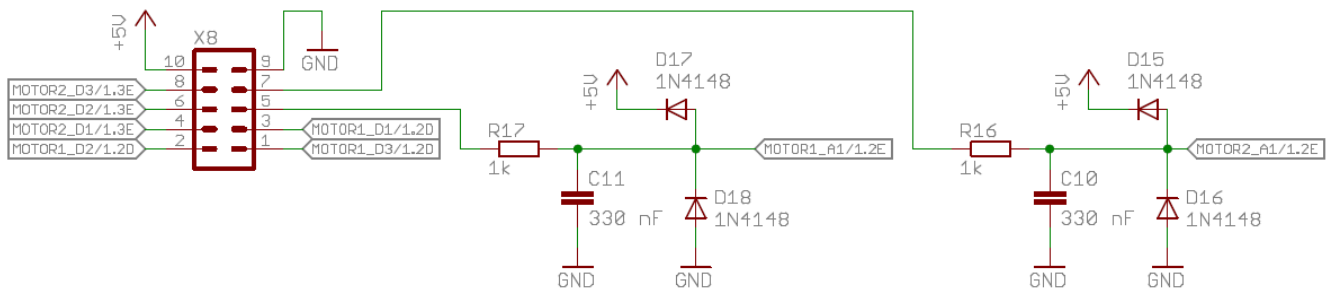 +5V
X8
10 9
8 7
6 5
4 3
2 1
GND
MOTOR2_D3/1.3E
MOTOR2_D2/1.3E
MOTOR2_D1/1.3E
MOTOR1_D2/1.2D
MOTOR1_D1/1.2D
MOTOR1_D3/1.2D
R17
1k
C11
330 nF
GND
+5V
D17
1N4148
D18
1N4148
GND
MOTOR1_A1/1.2E
R16
1k
C10
330 nF
GND
+5V
D15
1N4148
D16
1N4148
GND
MOTOR2_A1/1.2E